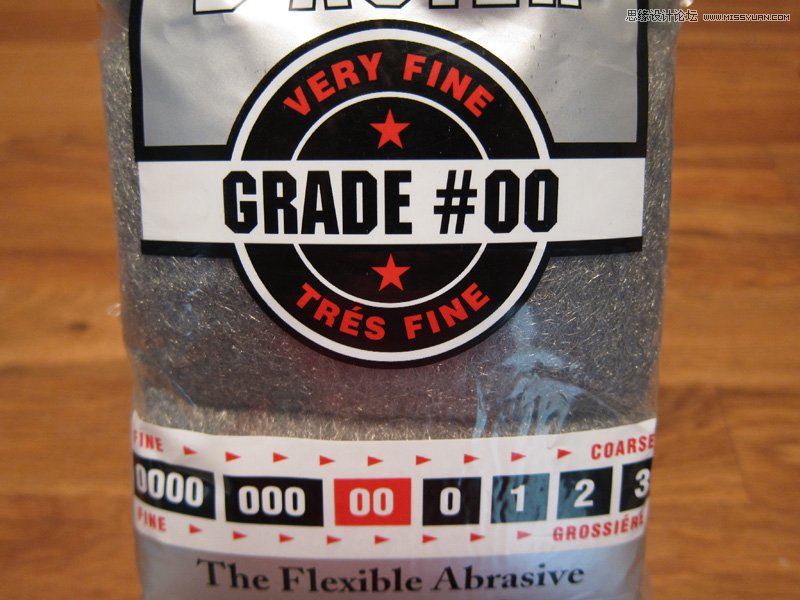 思缘设计论坛 WWW.MISSYUAN.COM
VERY FINE
GRADE #00
TRÉS FINE
FINE COARSE
0000 000 00 0 1 2 3
FINE GROSSIÉRE
The Flexible Abrasive